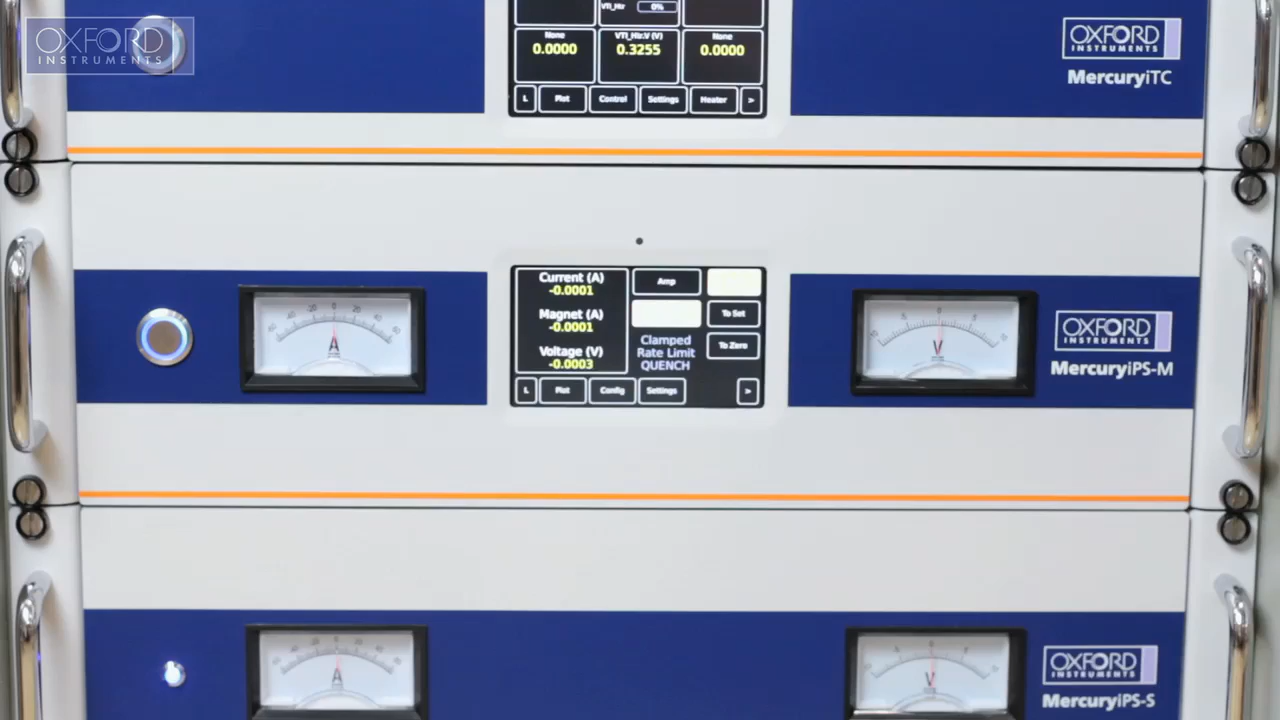 OXFORD
INSTRUMENTS
VTI_Htr 0%
None
0.0000
VTI_Htr.V (V)
0.3255
None
0.0000
L Plot Control Settings Heater >
OXFORD
INSTRUMENTS
MercuryiTC
Current (A)
-0.0001
Magnet (A)
-0.0001
Voltage (V)
-0.0003
Amp
To Set
To Zero
Clamped
Rate Limit
QUENCH
L Plot Config Settings >
A
V
OXFORD
INSTRUMENTS
MercuryiPS-M
A
V
OXFORD
INSTRUMENTS
MercuryiPS-S